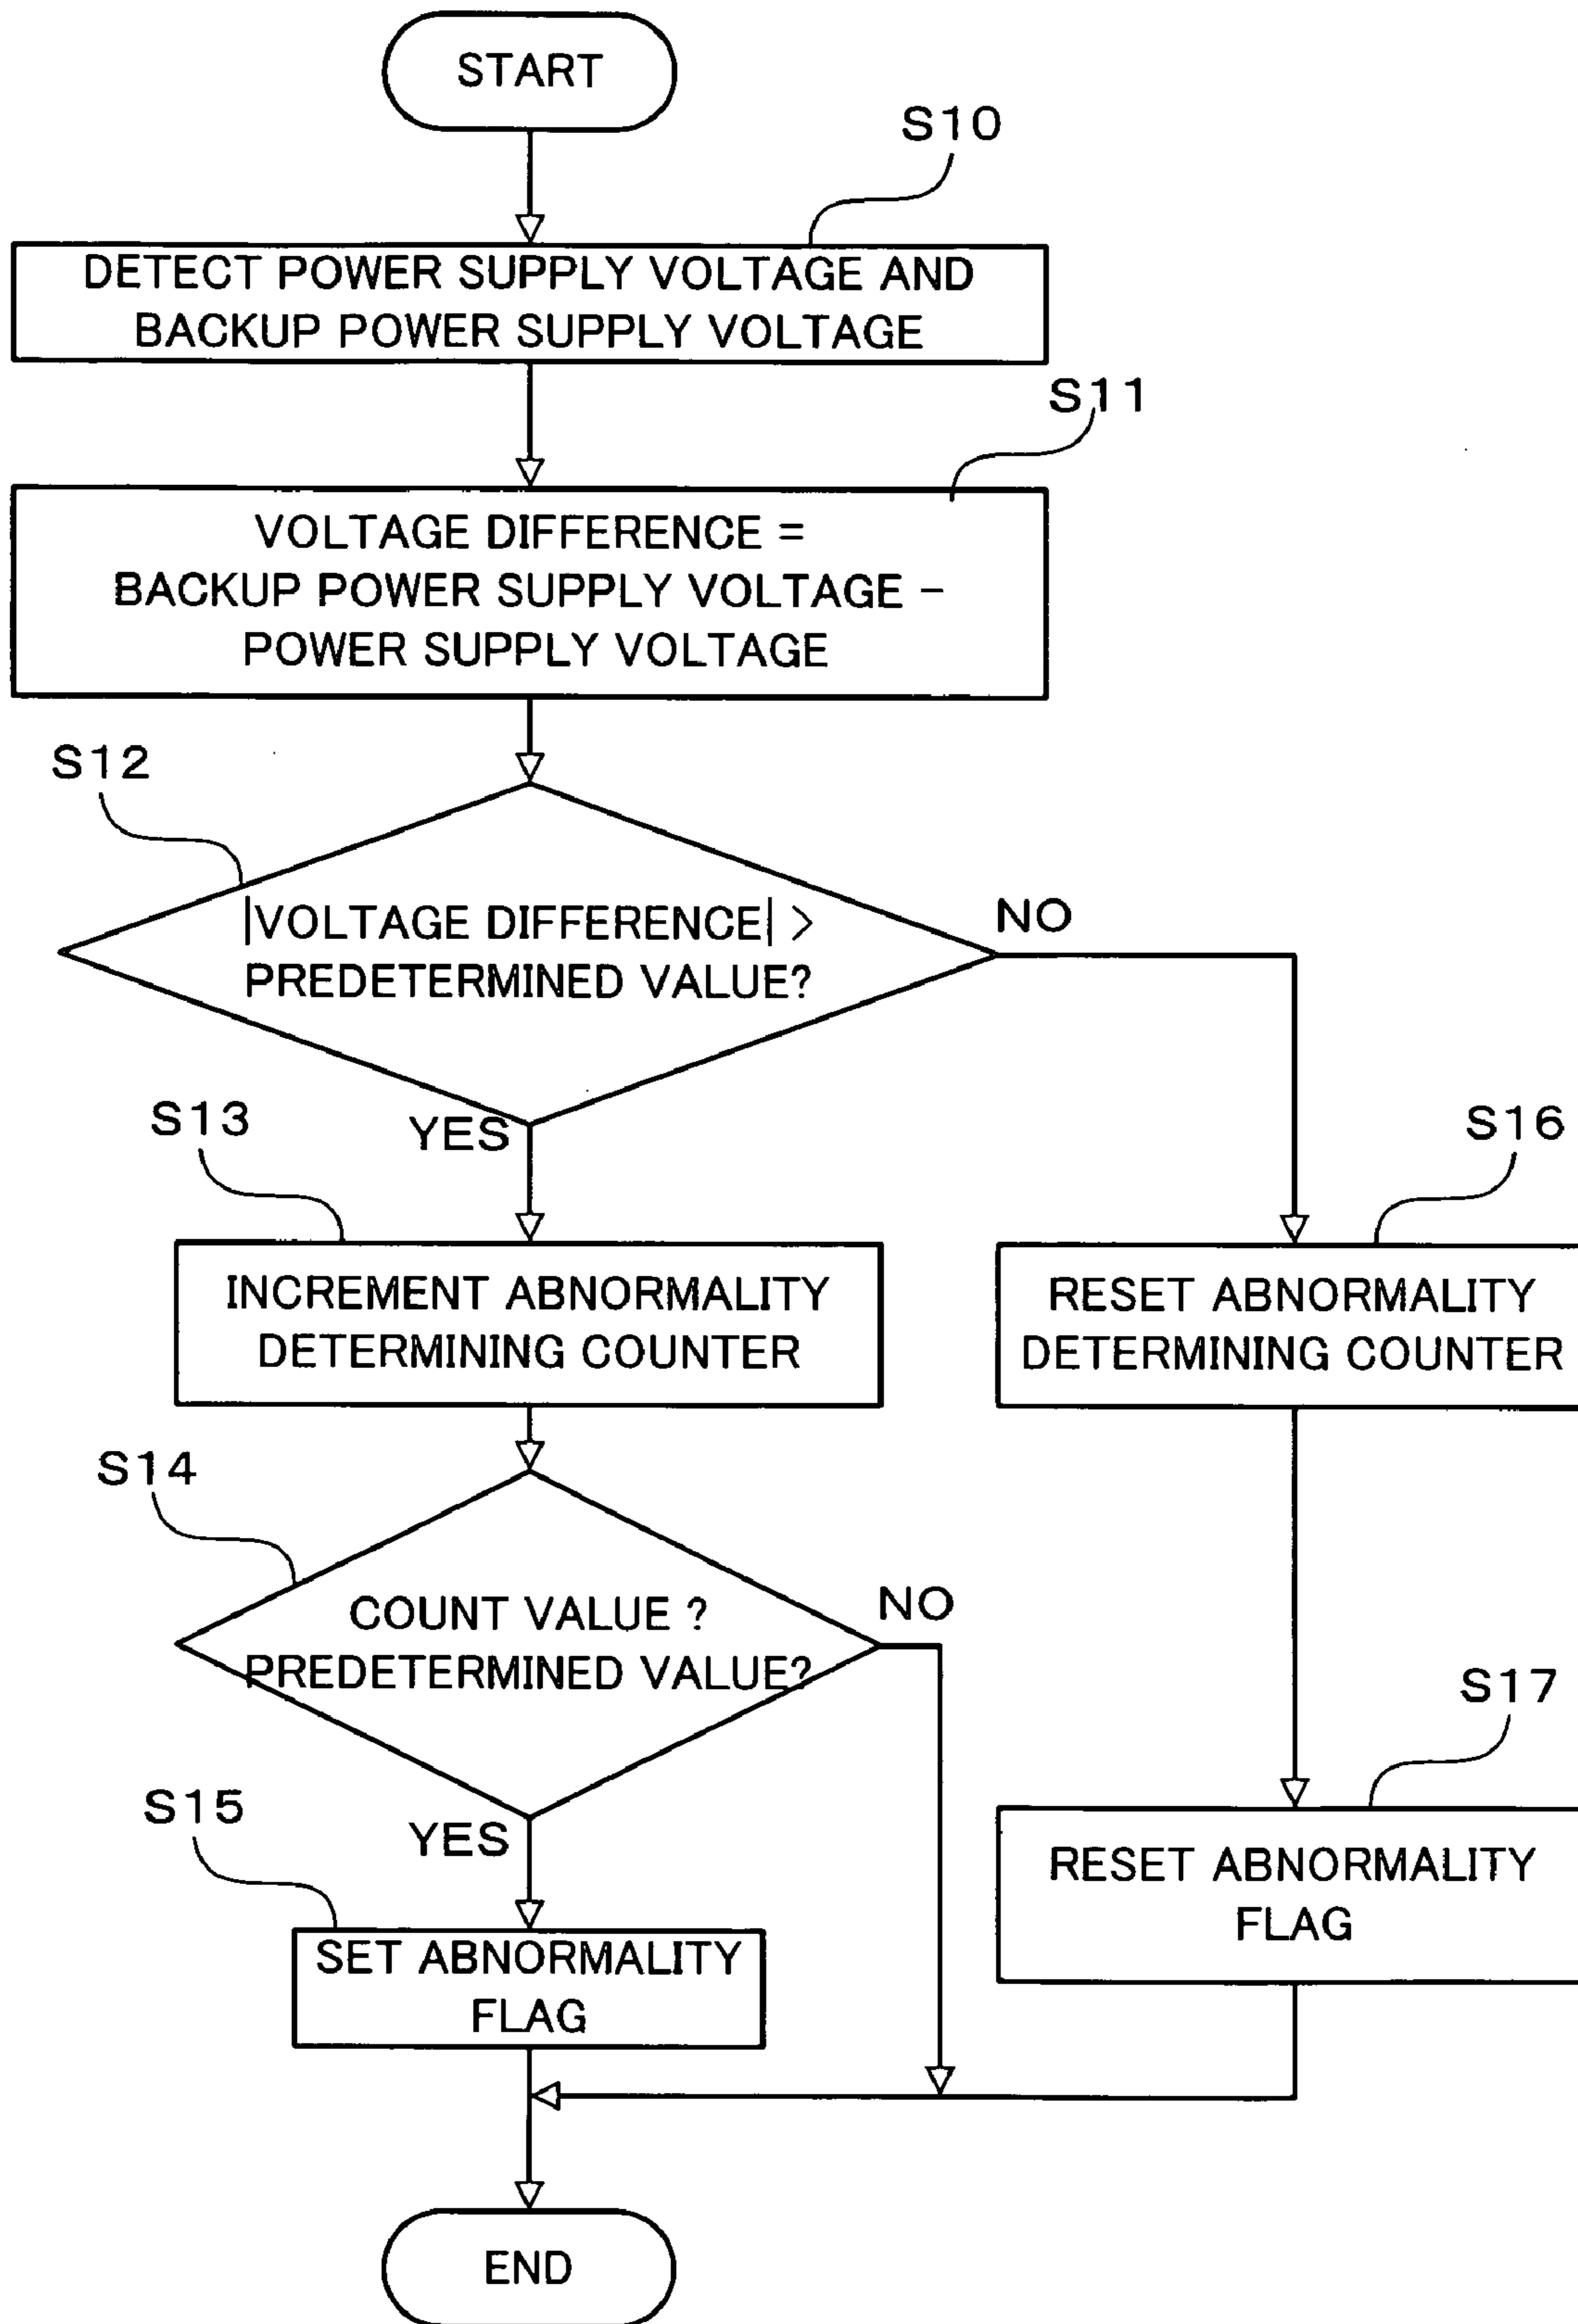 START
S10
DETECT POWER SUPPLY VOLTAGE AND
BACKUP POWER SUPPLY VOLTAGE
S11
VOLTAGE DIFFERENCE =
BACKUP POWER SUPPLY VOLTAGE –
POWER SUPPLY VOLTAGE
S12
|VOLTAGE DIFFERENCE| >
PREDETERMINED VALUE?
NO
YES
S13
INCREMENT ABNORMALITY
DETERMINING COUNTER
S16
RESET ABNORMALITY
DETERMINING COUNTER
S14
COUNT VALUE ?
PREDETERMINED VALUE?
NO
YES
S17
RESET ABNORMALITY
FLAG
S15
SET ABNORMALITY
FLAG
END